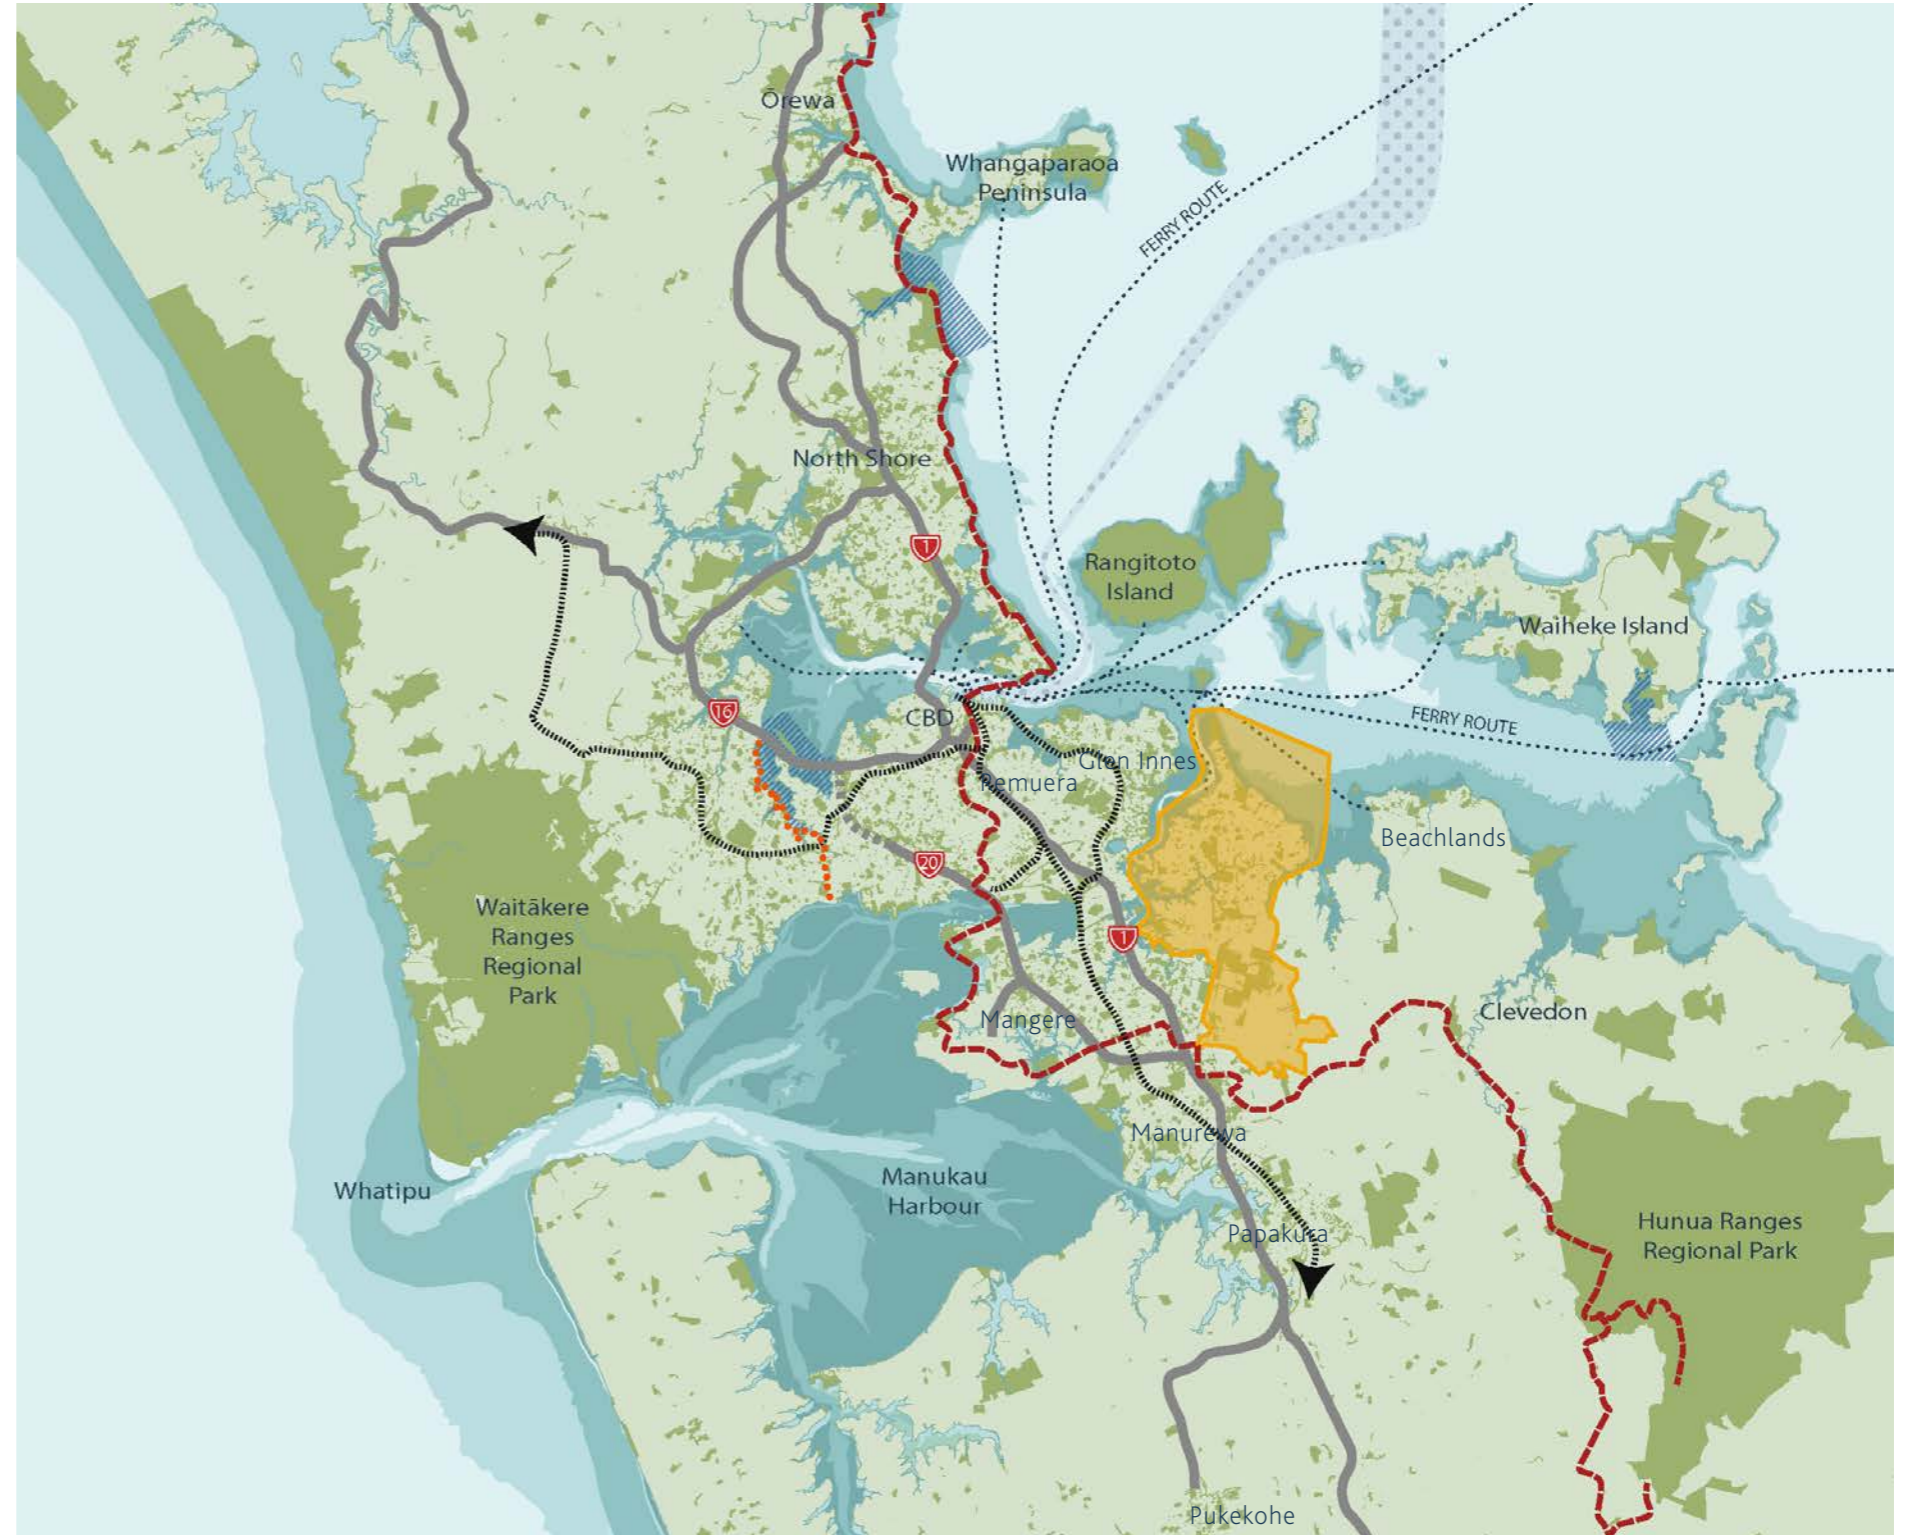 Ōrewa
Whangaparaoa
Peninsula
FERRY ROUTE
North Shore
1
Rangitoto
Island
Waiheke Island
16
CBD
FERRY ROUTE
Glen Innes
Remuera
Beachlands
20
Waitākere
Ranges
Regional
Park
1
Mangere
Clevedon
Manurewa
Whatipu
Manukau
Harbour
Papakura
Hunua Ranges
Regional Park
Pukekohe